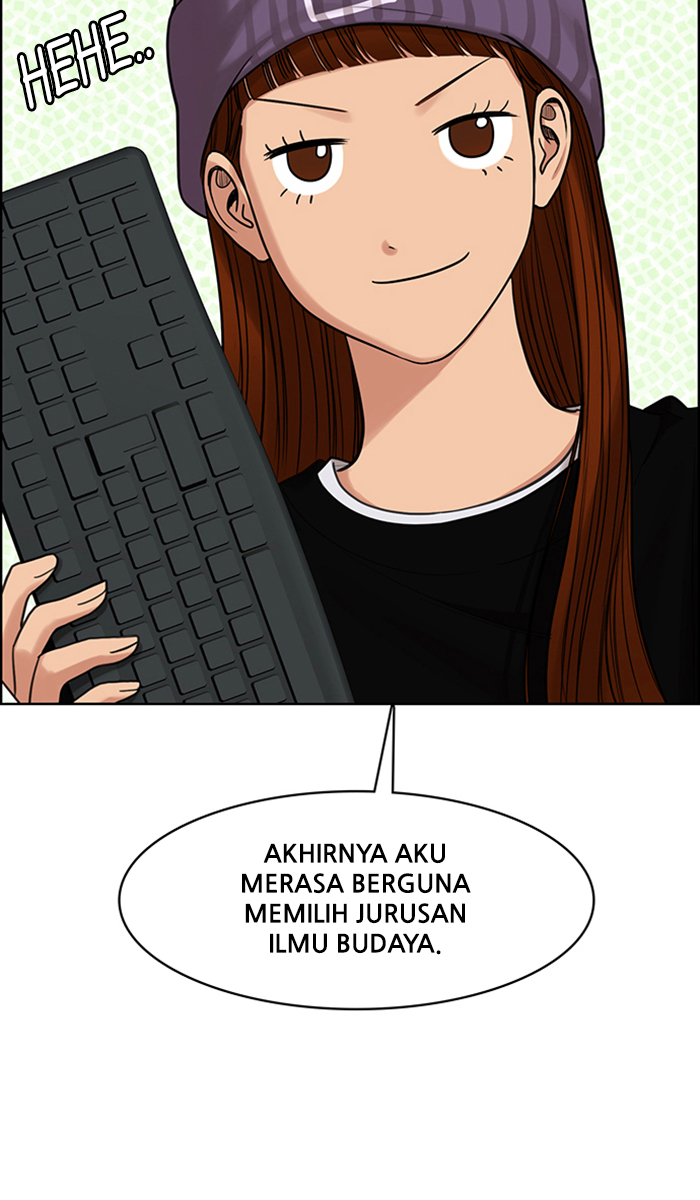 HEHE..
AKHIRNYA AKU
MERASA BERGUNA
MEMILIH JURUSAN
ILMU BUDAYA.